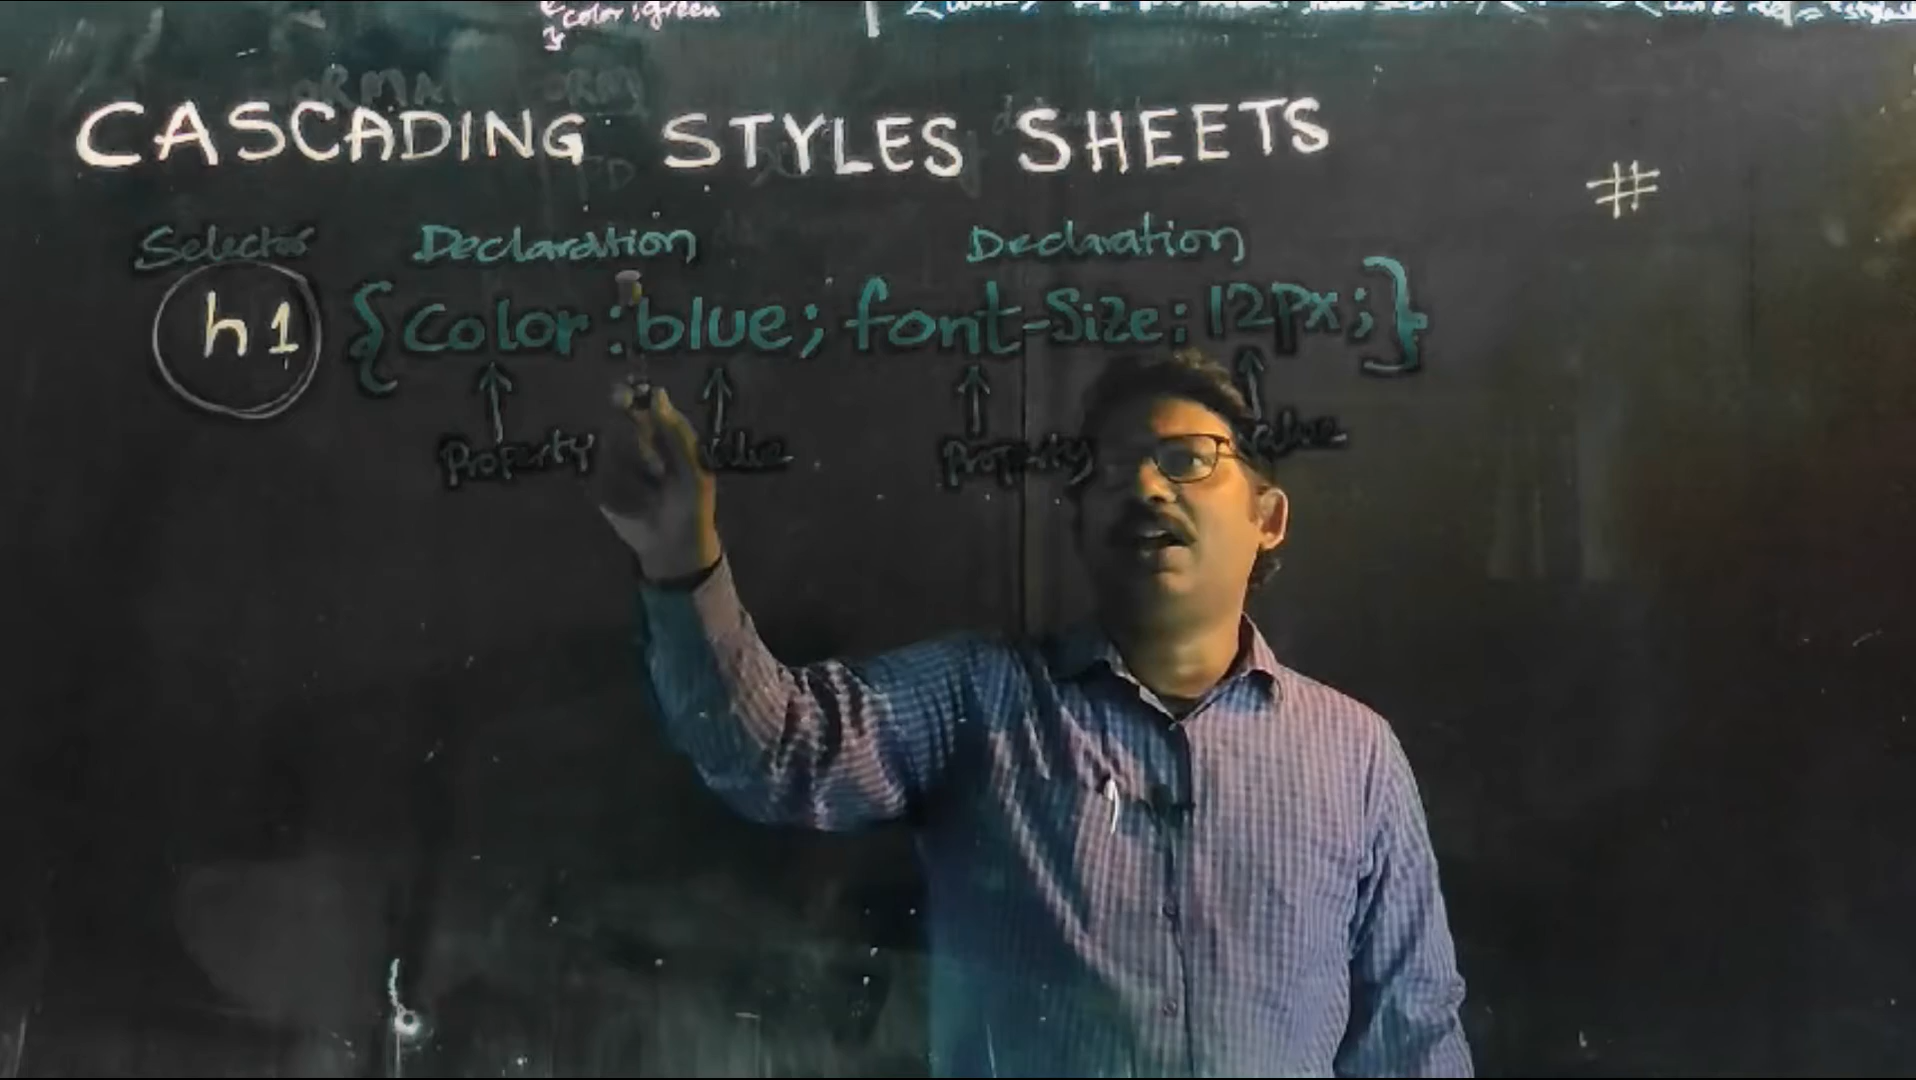 color:green
}
CASCADING STYLES SHEETS
#
Selector Declaration Declaration
h1 {Color:blue; font-Size:12px;}
Property value Property value